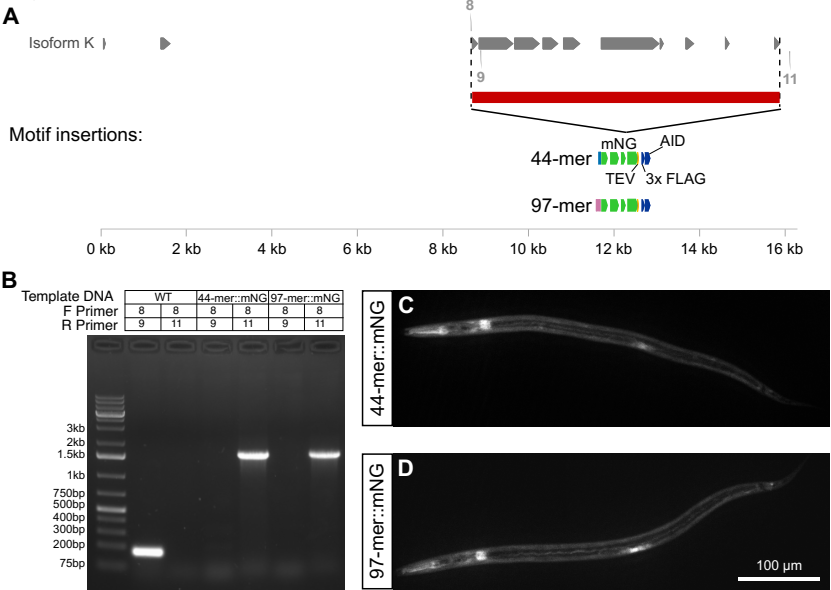 A
8
Isoform K
9
11
Motif insertions:
mNG
AID
44-mer
TEV
3x FLAG
97-mer
0 kb 2 kb 4 kb 6 kb 8 kb 10 kb 12 kb 14 kb 16 kb
B
Template DNA WT 44-mer::mNG 97-mer::mNG
F Primer 8 8 8 8 8 8
R Primer 9 11 9 11 9 11
3kb
2kb
1.5kb
1kb
750bp
500bp
400bp
300bp
200bp
75bp
C
44-mer::mNG
D
97-mer::mNG
100 µm